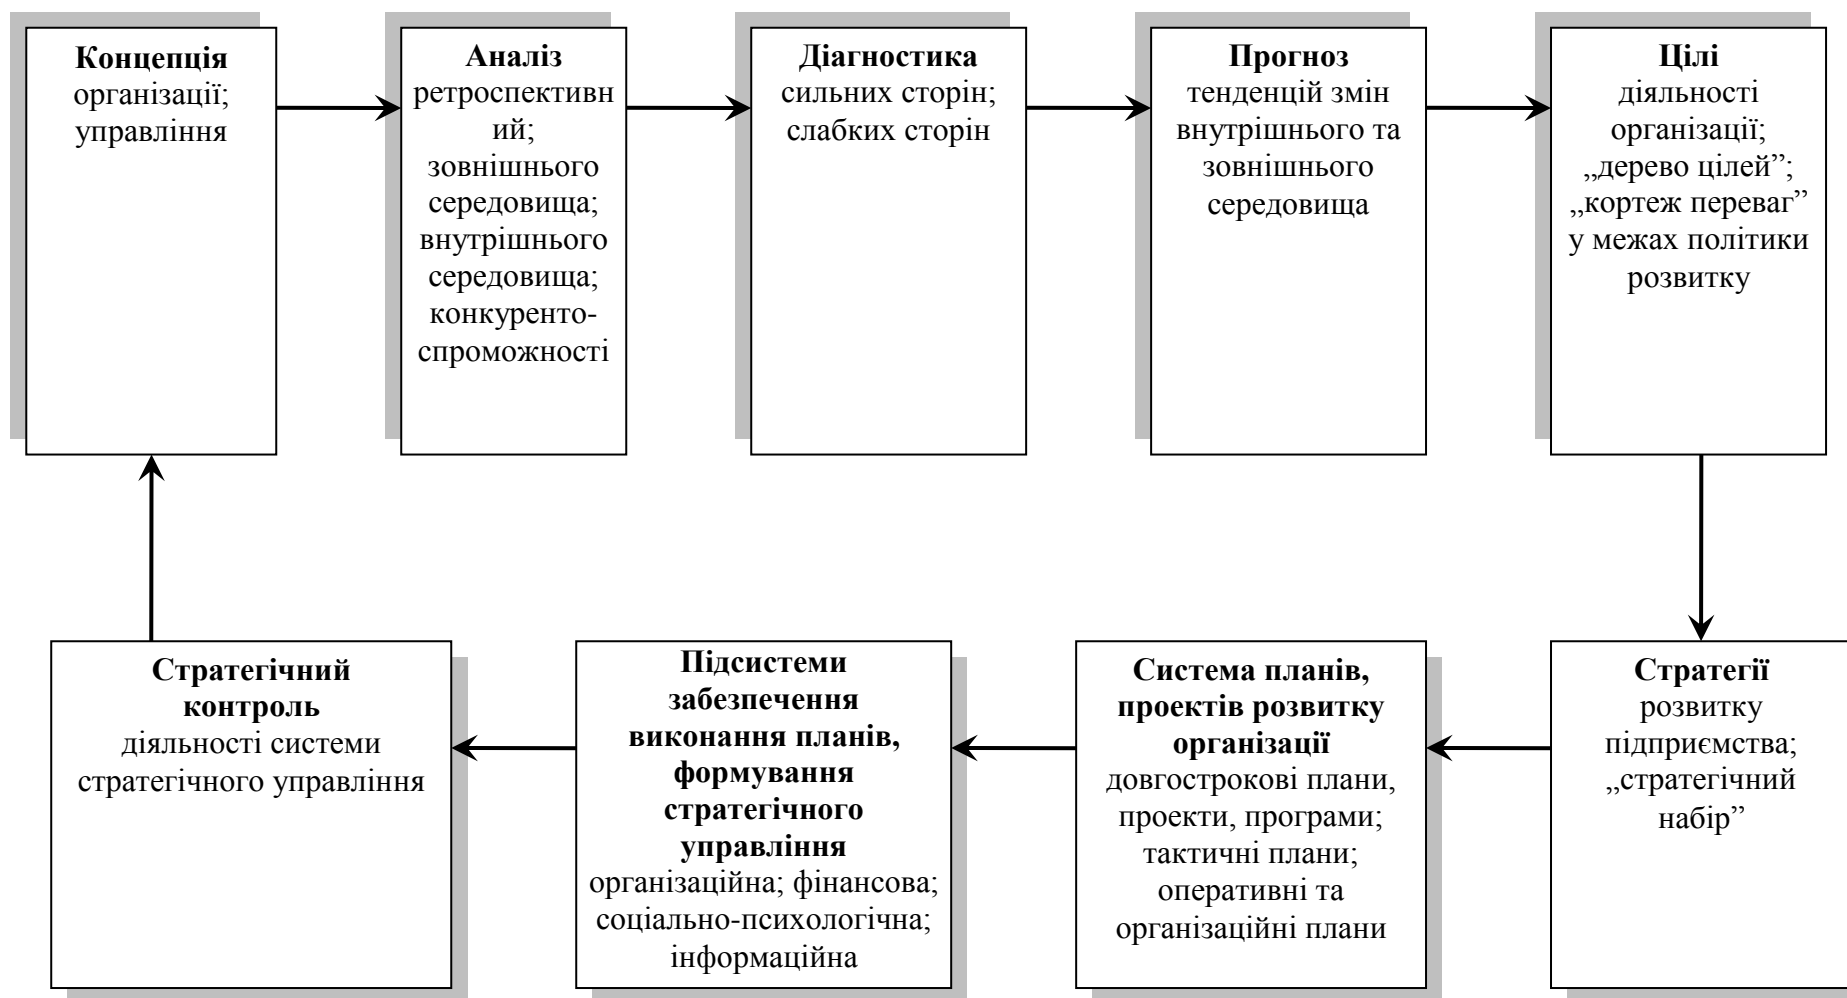 Концепція
організації;
управління
Аналіз
ретроспективн
ий;
зовнішнього
середовища;
внутрішнього
середовища;
конкуренто-
спроможності
Діагностика
сильних сторін;
слабких сторін
Прогноз
тенденцій змін
внутрішнього та
зовнішнього
середовища
Цілі
діяльності
організації;
„дерево цілей”;
„кортеж переваг”
у межах політики
розвитку
Стратегічний
контроль
діяльності системи
стратегічного управління
Підсистеми
забезпечення
виконання планів,
формування
стратегічного
управління
організаційна; фінансова;
соціально-психологічна;
інформаційна
Система планів,
проектів розвитку
організації
довгострокові плани,
проекти, програми;
тактичні плани;
оперативні та
організаційні плани
Стратегії
розвитку
підприємства;
„стратегічний
набір”